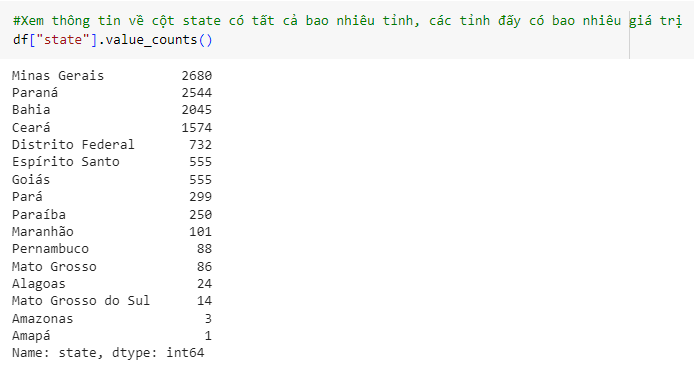 #Xem thông tin về cột state có tất cả bao nhiêu tỉnh, các tỉnh đấy có bao nhiêu giá trị
df["state"].value_counts()
Minas Gerais          2680
Paraná                2544
Bahia                 2045
Ceará                 1574
Distrito Federal       732
Espírito Santo         555
Goiás                  555
Pará                   299
Paraíba                250
Maranhão               101
Pernambuco              88
Mato Grosso             86
Alagoas                 24
Mato Grosso do Sul      14
Amazonas                 3
Amapá                    1
Name: state, dtype: int64